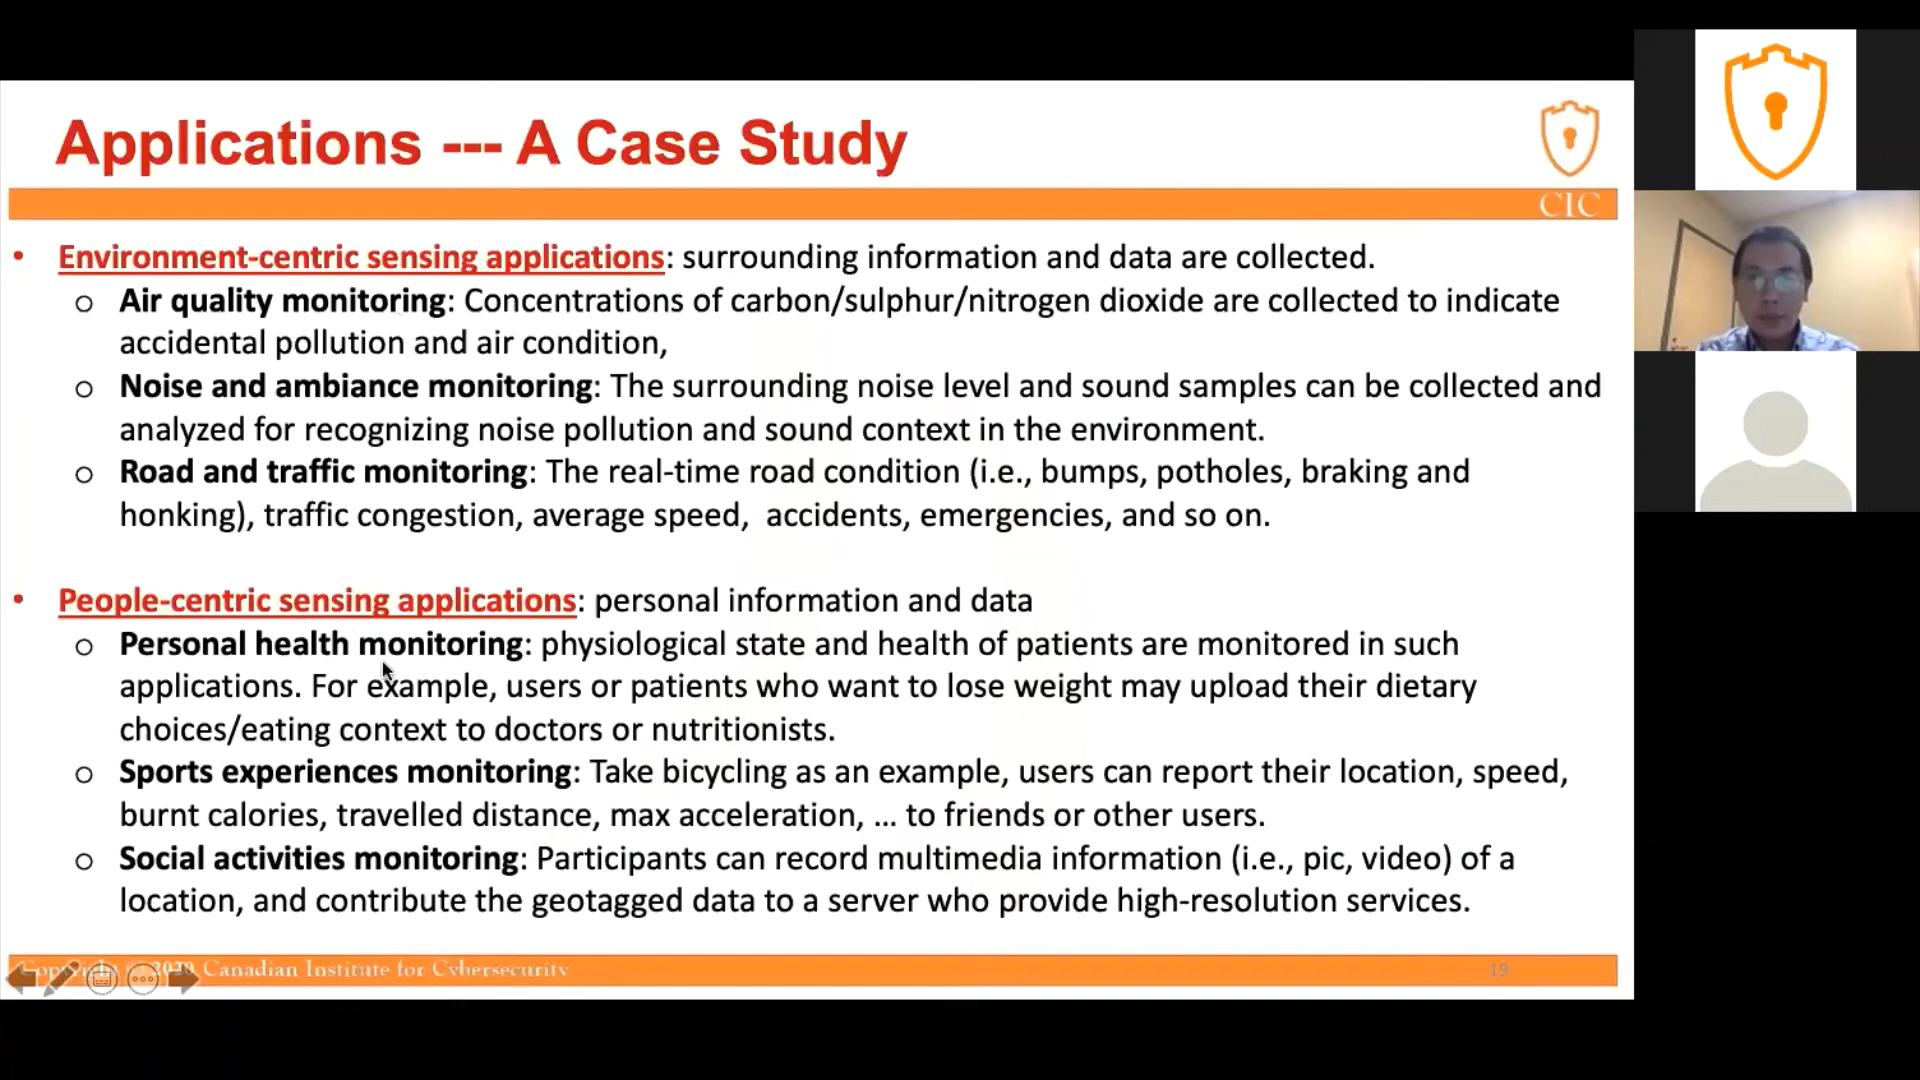 Applications --- A Case Study
CIC
• Environment-centric sensing applications: surrounding information and data are collected.
o Air quality monitoring: Concentrations of carbon/sulphur/nitrogen dioxide are collected to indicate
accidental pollution and air condition,
o Noise and ambiance monitoring: The surrounding noise level and sound samples can be collected and
analyzed for recognizing noise pollution and sound context in the environment.
o Road and traffic monitoring: The real-time road condition (i.e., bumps, potholes, braking and
honking), traffic congestion, average speed,  accidents, emergencies, and so on.
• People-centric sensing applications: personal information and data
o Personal health monitoring: physiological state and health of patients are monitored in such
applications. For example, users or patients who want to lose weight may upload their dietary
choices/eating context to doctors or nutritionists.
o Sports experiences monitoring: Take bicycling as an example, users can report their location, speed,
burnt calories, travelled distance, max acceleration, ... to friends or other users.
o Social activities monitoring: Participants can record multimedia information (i.e., pic, video) of a
location, and contribute the geotagged data to a server who provide high-resolution services.
Copyright © 2020 Canadian Institute for Cybersecurity
19